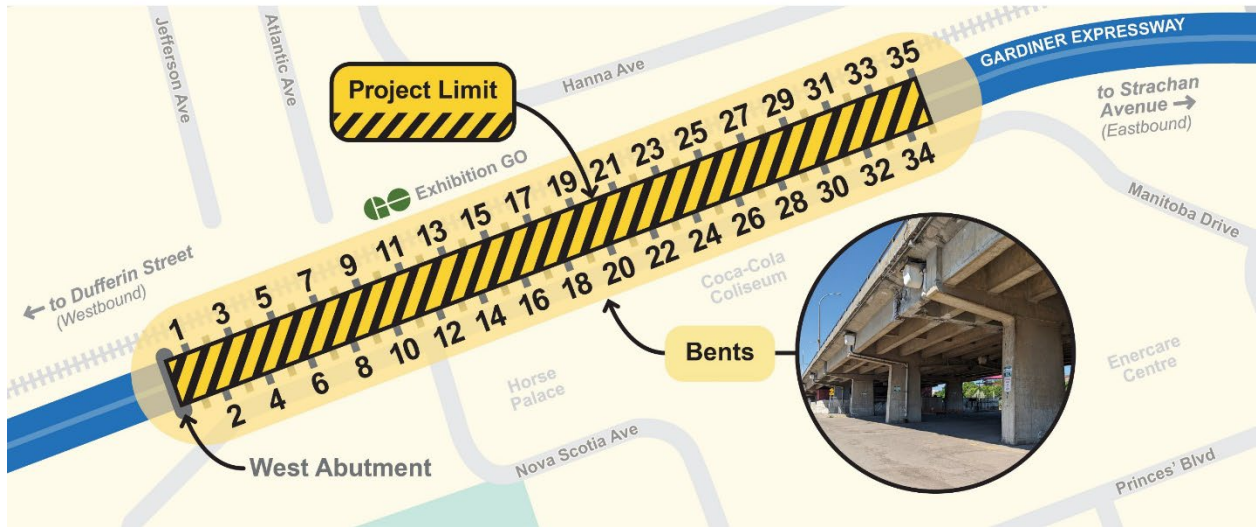 Jefferson Ave
Atlantic Ave
Hanna Ave
GARDINER EXPRESSWAY
to Strachan
Avenue →
(Eastbound)
Project Limit
Exhibition GO
GO
← to Dufferin Street
(Westbound)
1 3 5 7 9 11 13 15 17 19 21 23 25 27 29 31 33 35
2 4 6 8 10 12 14 16 18 20 22 24 26 28 30 32 34
Manitoba Drive
Coca-Cola
Coliseum
Bents
Horse
Palace
Enercare
Centre
West Abutment
Nova Scotia Ave
Princes' Blvd